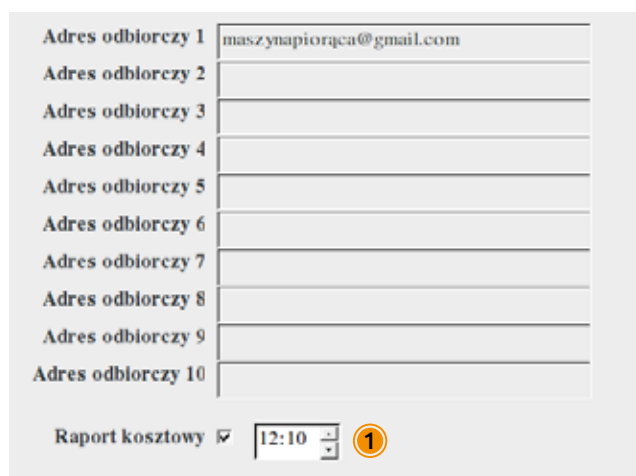 Adres odbiorczy 1 maszynapiorąca@gmail.com
Adres odbiorczy 2
Adres odbiorczy 3
Adres odbiorczy 4
Adres odbiorczy 5
Adres odbiorczy 6
Adres odbiorczy 7
Adres odbiorczy 8
Adres odbiorczy 9
Adres odbiorczy 10
Raport kosztowy 12:10 1